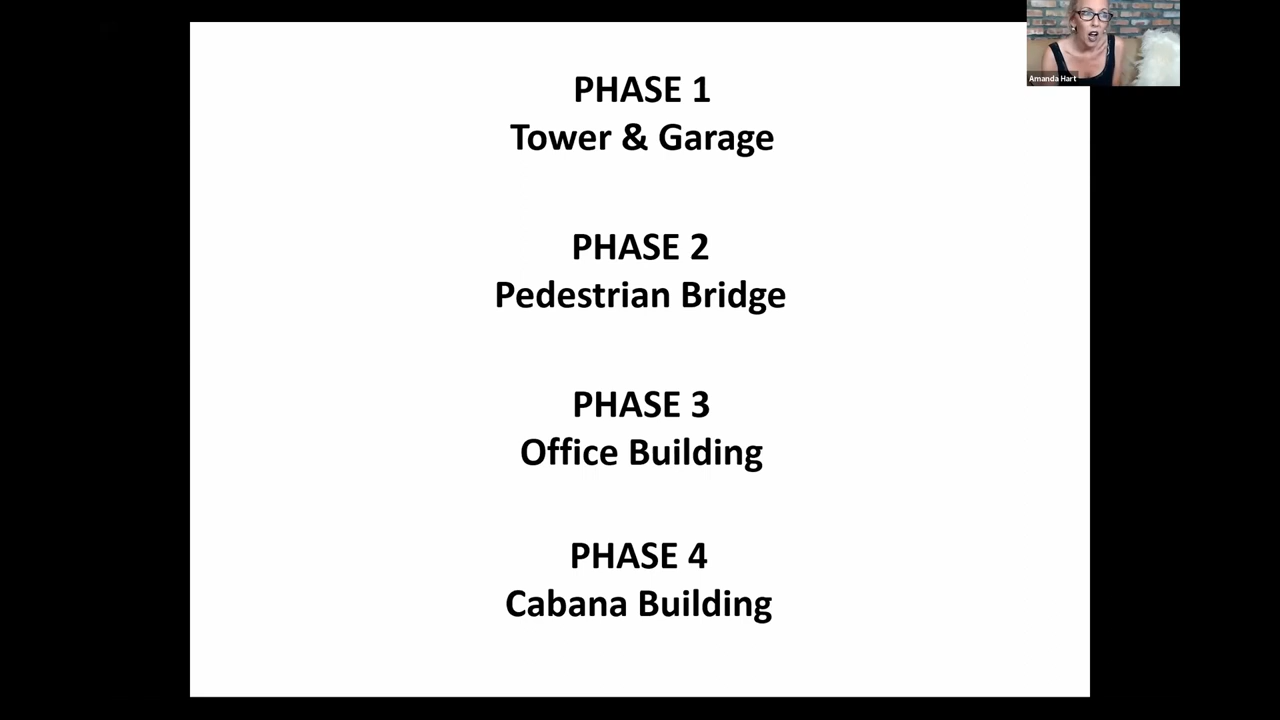 Amanda Hart
PHASE 1
Tower & Garage
PHASE 2
Pedestrian Bridge
PHASE 3
Office Building
PHASE 4
Cabana Building